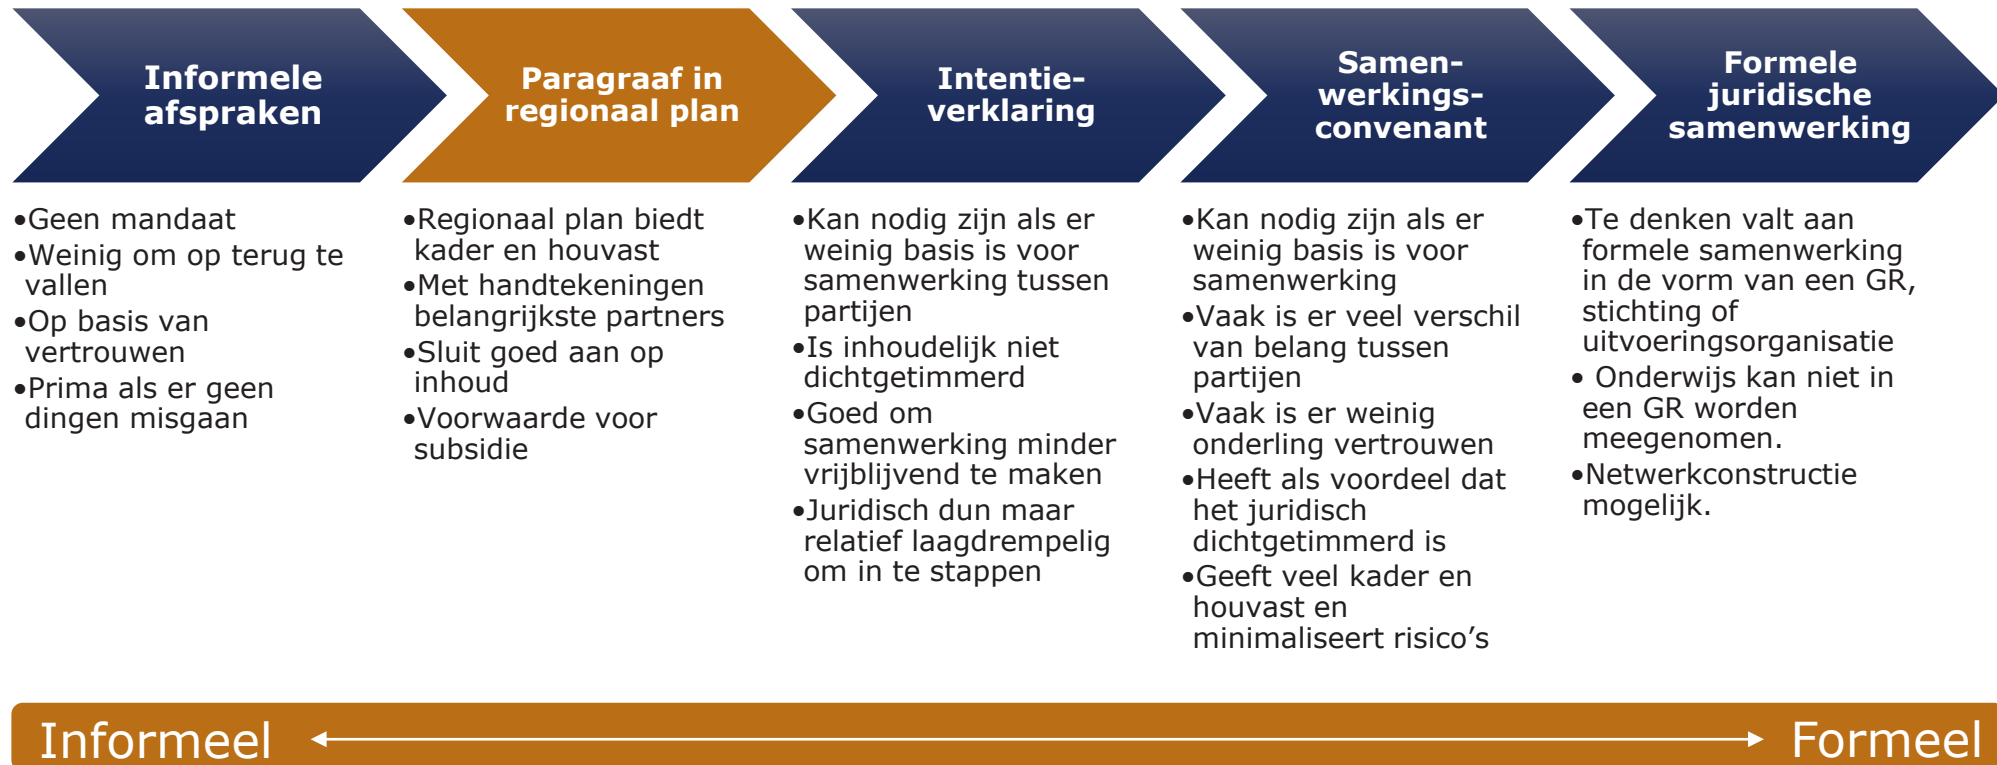 Informele
afspraken
Paragraaf in
regionaal plan
Intentie-
verklaring
Samen-
werkings-
convenant
Formele
juridische
samenwerking
•Geen mandaat
•Weinig om op terug te
vallen
•Op basis van
vertrouwen
•Prima als er geen
dingen misgaan
•Regionaal plan biedt
kader en houvast
•Met handtekeningen
belangrijkste partners
•Sluit goed aan op
inhoud
•Voorwaarde voor
subsidie
•Kan nodig zijn als er
weinig basis is voor
samenwerking tussen
partijen
•Is inhoudelijk niet
dichtgetimmerd
•Goed om
samenwerking minder
vrijblijvend te maken
•Juridisch dun maar
relatief laagdrempelig
om in te stappen
•Kan nodig zijn als er
weinig basis is voor
samenwerking
•Vaak is er veel verschil
van belang tussen
partijen
•Vaak is er weinig
onderling vertrouwen
•Heeft als voordeel dat
het juridisch
dichtgetimmerd is
•Geeft veel kader en
houvast en
minimaliseert risico’s
•Te denken valt aan
formele samenwerking
in de vorm van een GR,
stichting of
uitvoeringsorganisatie
• Onderwijs kan niet in
een GR worden
meegenomen.
•Netwerkconstructie
mogelijk.
Informeel
Formeel